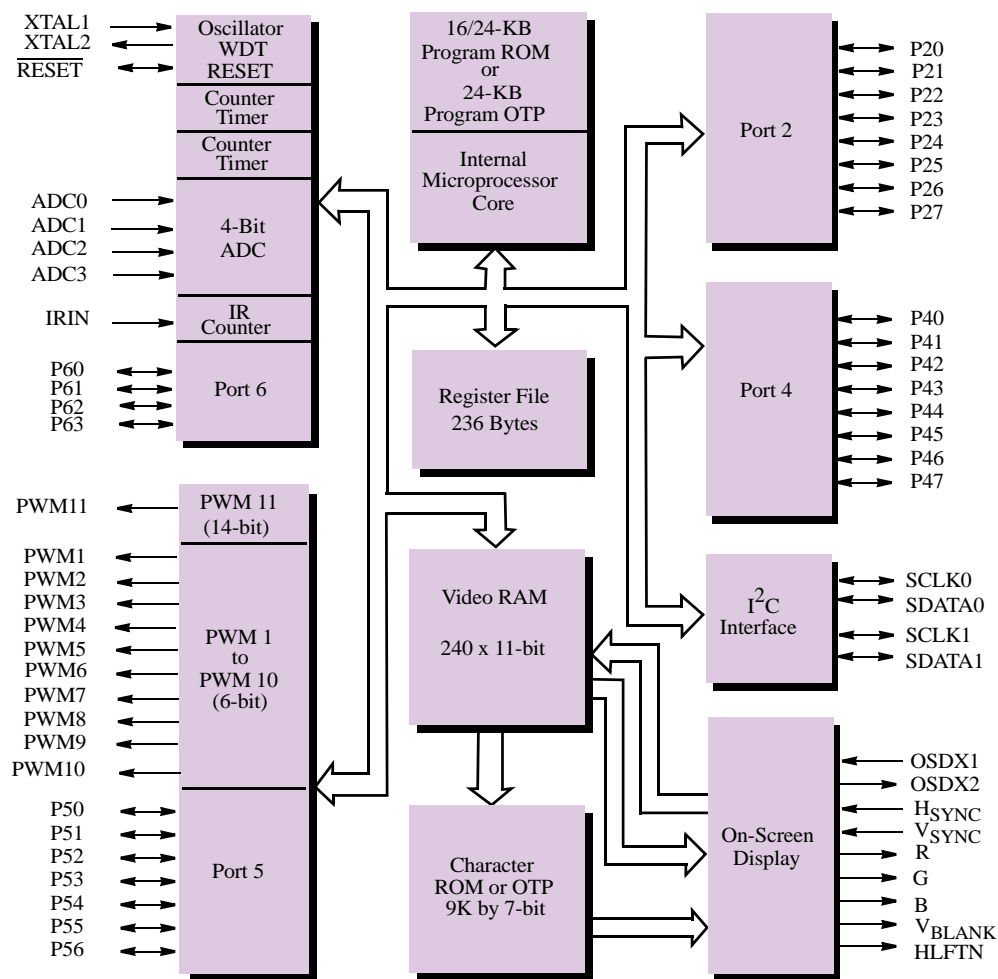 XTAL1
XTAL2
RESET
Oscillator
WDT
RESET
Counter
Timer
Counter
Timer
ADC0
ADC1
ADC2
ADC3
4-Bit
ADC
IRIN
IR
Counter
P60
P61
P62
P63
Port 6
16/24-KB
Program ROM
or
24-KB
Program OTP
Internal
Microprocessor
Core
Register File
236 Bytes
Port 2
P20
P21
P22
P23
P24
P25
P26
P27
Port 4
P40
P41
P42
P43
P44
P45
P46
P47
PWM11
PWM 11
(14-bit)
PWM1
PWM2
PWM3
PWM4
PWM5
PWM6
PWM7
PWM8
PWM9
PWM10
PWM 1
to
PWM 10
(6-bit)
P50
P51
P52
P53
P54
P55
P56
Port 5
Video RAM
240 x 11-bit
Character
ROM or OTP
9K by 7-bit
I2C
Interface
SCLK0
SDATA0
SCLK1
SDATA1
On-Screen
Display
OSDX1
OSDX2
HSYNC
VSYNC
R
G
B
VBLANK
HLFTN